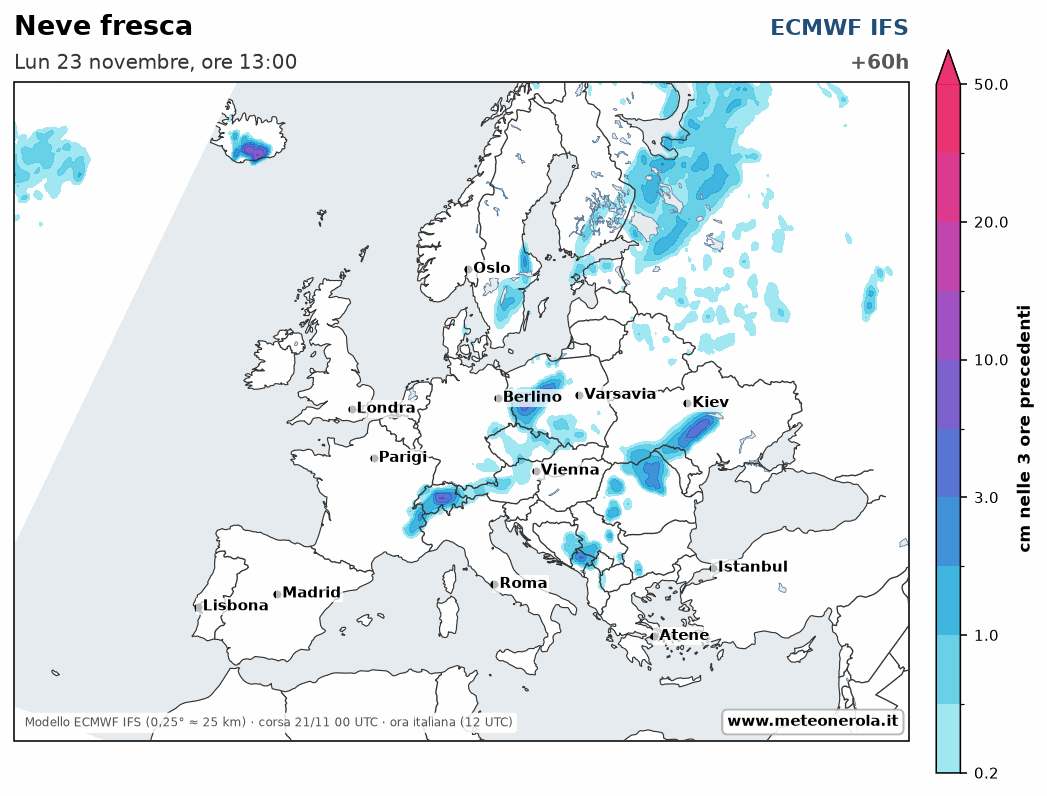 Neve fresca
ECMWF IFS
Lun 23 novembre, ore 13:00
+60h
50.0
20.0
10.0
3.0
1.0
0.2
cm nelle 3 ore precedenti
Oslo
Berlino
Varsavia
Kiev
Londra
Parigi
Vienna
Istanbul
Roma
Madrid
Lisbona
Atene
Modello ECMWF IFS (0,25° ≈ 25 km) · corsa 21/11 00 UTC · ora italiana (12 UTC)
www.meteonerola.it